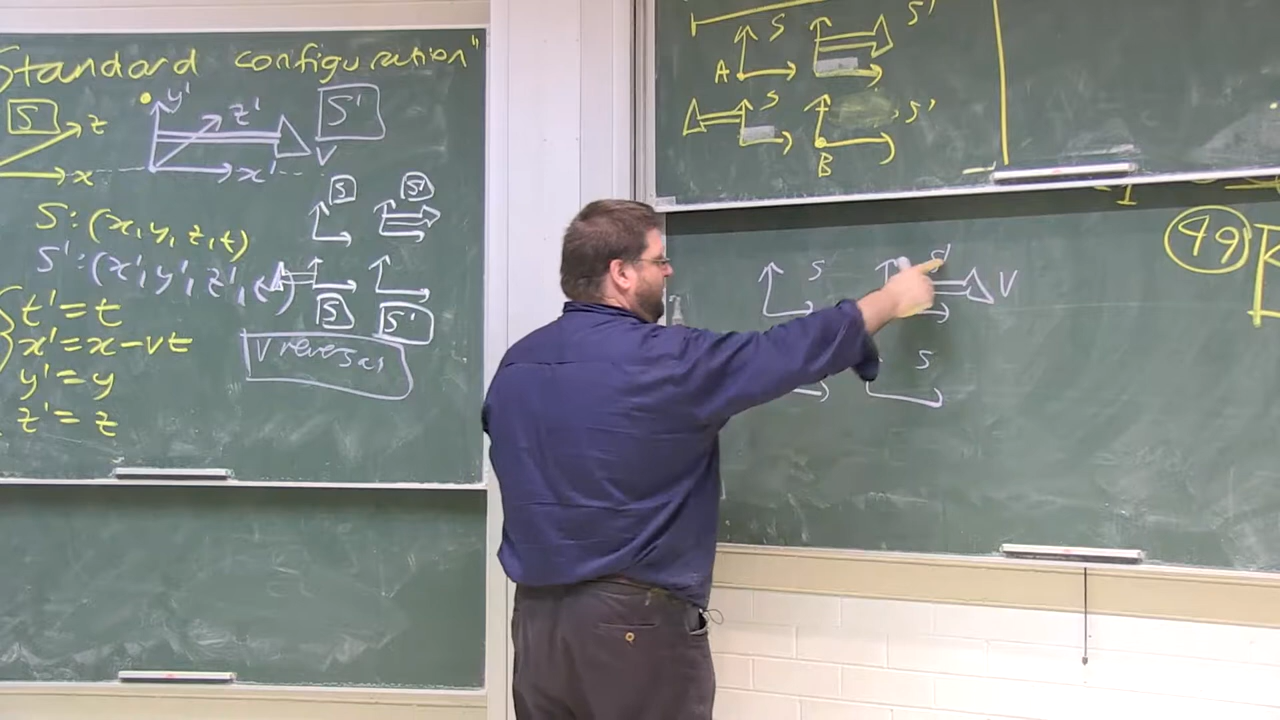 Standard configuration"
S
z
x
y'
z'
x'
S'
V
S: (x, y, z, t)
S': (x', y', z', t')
t' = t
x' = x - vt
y' = y
z' = z
S
S'
S
S'
V reverses
S
S'
A
S
S'
B
S
S'
V
S
49